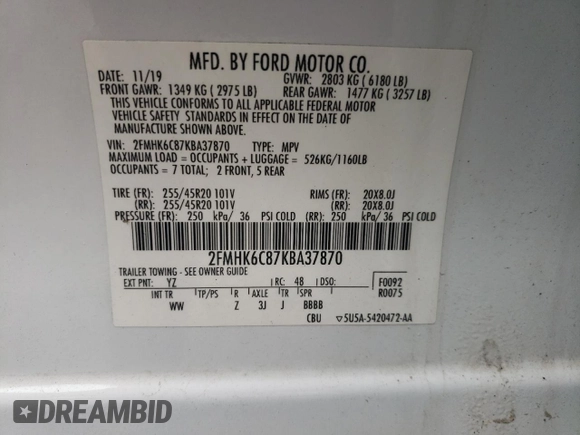 MFD. BY FORD MOTOR CO.
DATE: 11/19 GVWR: 2803 KG ( 6180 LB)
FRONT GAWR: 1349 KG ( 2975 LB) REAR GAWR: 1477 KG ( 3257 LB)
THIS VEHICLE CONFORMS TO ALL APPLICABLE FEDERAL MOTOR
VEHICLE SAFETY STANDARDS IN EFFECT ON THE DATE OF
MANUFACTURE SHOWN ABOVE.
VIN: 2FMHK6C87KBA37870 TYPE: MPV
MAXIMUM LOAD = OCCUPANTS + LUGGAGE = 526KG/1160LB
OCCUPANTS = 7 TOTAL; 2 FRONT, 5 REAR
TIRE (FR): 255/45R20 101V RIMS (FR): 20X8.0J
(RR): 255/45R20 101V (RR): 20X8.0J
PRESSURE (FR): 250 kPa/ 36 PSI COLD (RR): 250 kPa/ 36 PSI COLD
2FMHK6C87KBA37870
TRAILER TOWING - SEE OWNER GUIDE
EXT PNT: YZ RC: 48 DSO: F0092
INT TR TP/PS R AXLE TR SPR R0075
WW Z 3J J BBBB
CBU ▽5U5A-5420472-AA
DREAMBID